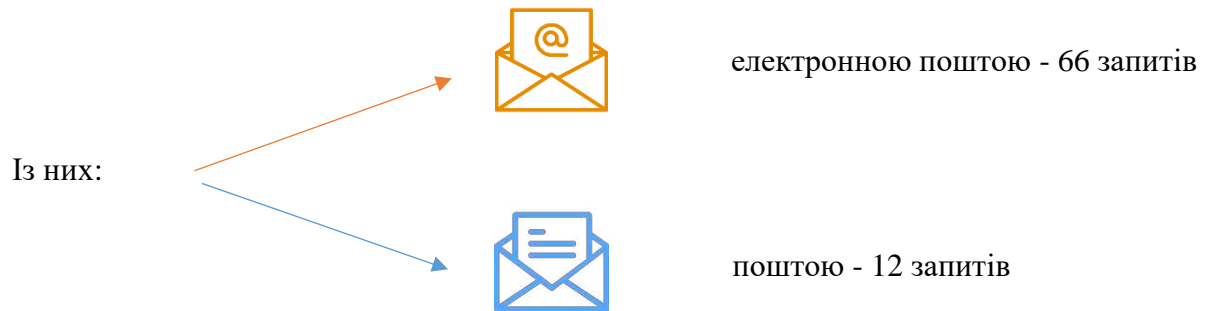 @
електронною поштою - 66 запитів
Із них:
поштою - 12 запитів